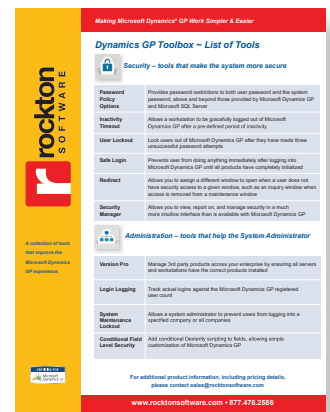 Making Microsoft Dynamics® GP Work Simpler & Easier
rockton
SOFTWARE
A collection of tools
that improve the
Microsoft Dynamics
GP experience.
CERTIFIED FOR
Microsoft
Dynamics GP
Dynamics GP Toolbox ~ List of Tools
Security – tools that make the system more secure
Password
Policy
Options
Provides password restrictions to both user password and the system
password, above and beyond those provided by Microsoft Dynamics GP
and Microsoft SQL Server
Inactivity
Timeout
Allows a workstation to be gracefully logged out of Microsoft
Dynamics GP after a pre-defined period of inactivity
User Lockout
Lock users out of Microsoft Dynamics GP after they have made three
unsuccessful password attempts
Safe Login
Prevents user from doing anything immediately after logging into
Microsoft Dynamics GP until all products have completely initialized
Redirect
Allows you to assign a different window to open when a user does not
have security access to a given window, such as an inquiry window when
access is removed from a maintenance window
Security
Manager
Allows you to view, report on, and manage security in a much
more intuitive interface than is available with Microsoft Dynamics GP
Administration – tools that help the System Administrator
Version Pro
Manage 3rd party products across your enterprise by ensuring all servers
and workstations have the correct products installed
Login Logging
Track actual logins against the Microsoft Dynamics GP registered
user count
System
Maintenance
Lockout
Allows a system administrator to prevent users from logging into a
specified company or all companies
Conditional Field
Level Security
Add conditional Dexterity scripting to fields, allowing simple
customization of Microsoft Dynamics GP
For additional product information, including pricing details,
please contact sales@rocktonsoftware.com
www.rocktonsoftware.com • 877.476.2586